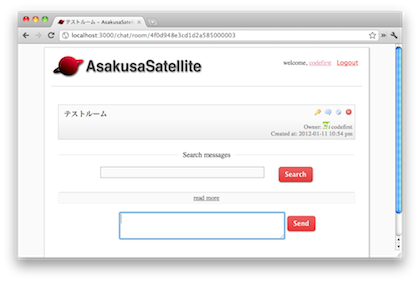 テストルーム – AsakusaSatell
localhost:3000/chat/room/4f0d948e3cd1d2a585000003
AsakusaSatellite
welcome, codefirst Logout
テストルーム
Owner: codefirst
Created at: 2012-01-11 10:54 pm
Search messages
Search
read more
Send